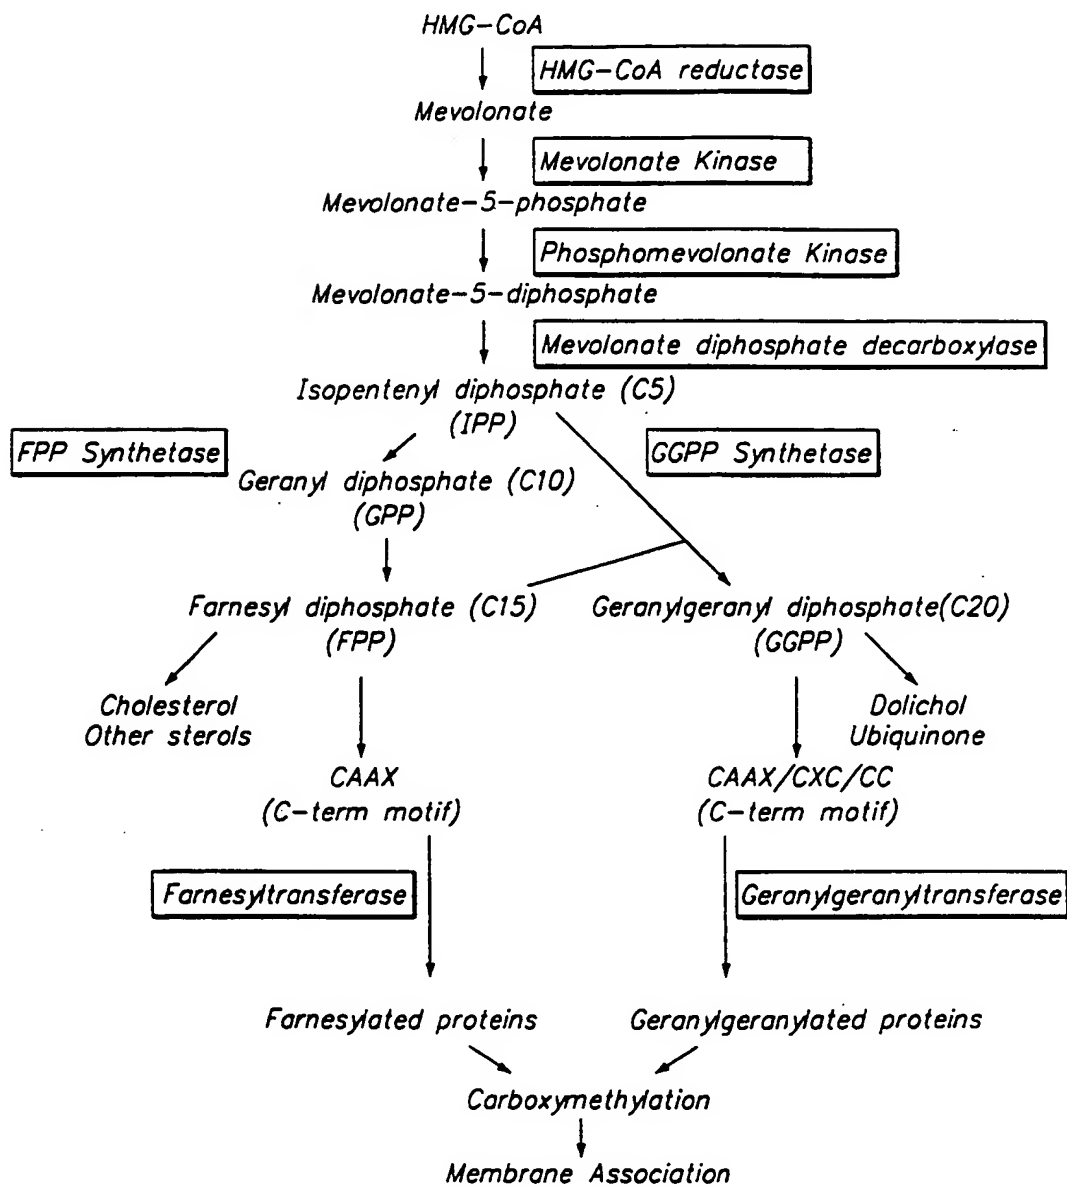 HMG-CoA
HMG-CoA reductase
Mevolonate
Mevolonate Kinase
Mevolonate-5-phosphate
Phosphomevolonate Kinase
Mevolonate-5-diphosphate
Mevolonate diphosphate decarboxylase
Isopentenyl diphosphate (C5)
(IPP)
FPP Synthetase
GGPP Synthetase
Geranyl diphosphate (C10)
(GPP)
Farnesyl diphosphate (C15)
(FPP)
Geranylgeranyl diphosphate(C20)
(GGPP)
Cholesterol
Other sterols
Dolichol
Ubiquinone
CAAX
(C-term motif)
CAAX/CXC/CC
(C-term motif)
Farnesyltransferase
Geranylgeranyltransferase
Farnesylated proteins
Geranylgeranylated proteins
Carboxymethylation
Membrane Association